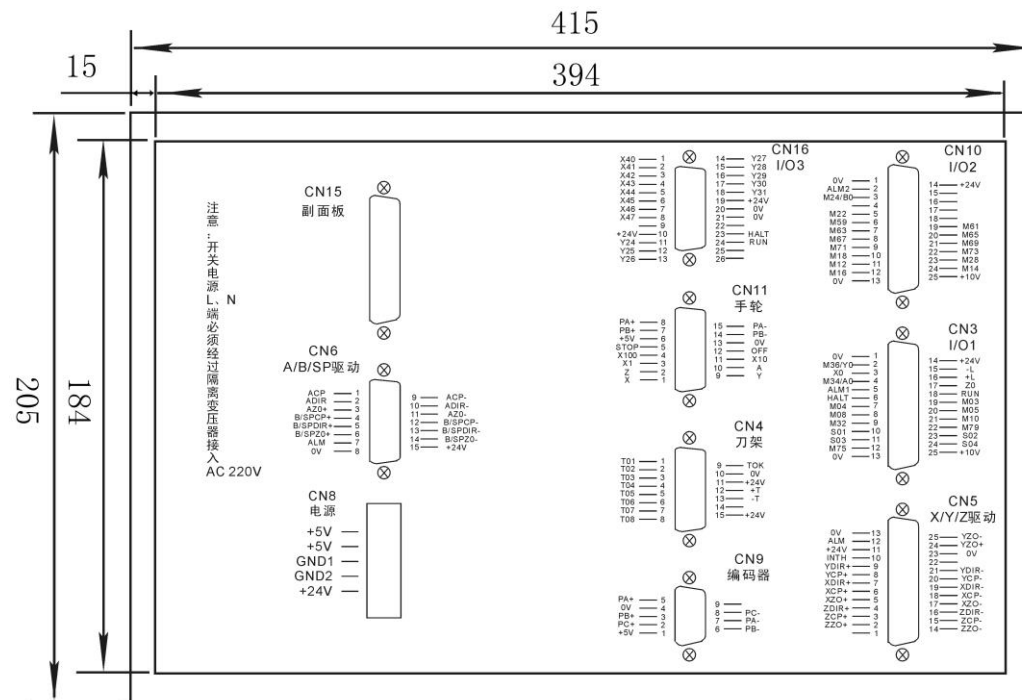 415
15
394
205
184
注意：开关电源L、N端必须经过隔离变压器接入
AC 220V
CN15
副面板
CN6
A/B/SP驱动
ACP 1
ADIR 2
AZ0+ 3
B/SPCP+ 4
B/SPDIR+ 5
B/SPZ0+ 6
ALM 7
0V 8
9 ACP-
10 ADIR-
11 AZ0-
12 B/SPCP-
13 B/SPDIR-
14 B/SPZ0-
15 +24V
CN8
电源
+5V
+5V
GND1
GND2
+24V
CN16
I/O3
X40 1
X41 2
X42 3
X43 4
X44 5
X45 6
X46 7
X47 8
9
+24V 10
Y24 11
Y25 12
Y26 13
14 Y27
15 Y28
16 Y29
17 Y30
18 Y31
19 +24V
20 0V
21 0V
22
23 HALT
24 RUN
25
26
CN11
手轮
PA+ 8
PB+ 7
+5V 6
STOP 5
X100 4
X1 3
Z 2
X 1
15 PA-
14 PB-
13 0V
12 OFF
11 X10
10 A
9 Y
CN4
刀架
T01 1
T02 2
T03 3
T04 4
T05 5
T06 6
T07 7
T08 8
9 TOK
10 0V
11 +24V
12 +T
13 -T
14
15 +24V
CN9
编码器
PA+ 5
0V 4
PB+ 3
PC+ 2
+5V 1
9
8 PC-
7 PA-
6 PB-
CN10
I/O2
0V 1
ALM2 2
M24/B0 3
4
M22 5
M59 6
M63 7
M67 8
M71 9
M18 10
M12 11
M16 12
0V 13
14 +24V
15
16
17
18
19 M61
20 M65
21 M69
22 M73
23 M28
24 M14
25 +10V
CN3
I/O1
0V 1
M36/Y0 2
X0 3
M34/A0 4
ALM1 5
HALT 6
M04 7
M08 8
M32 9
S01 10
S03 11
M75 12
0V 13
14 +24V
15 -L
16 +L
17 Z0
18 RUN
19 M03
20 M05
21 M10
22 M79
23 S02
24 S04
25 +10V
CN5
X/Y/Z驱动
0V 13
ALM 12
+24V 11
INTH 10
YDIR+ 9
YCP+ 8
XDIR+ 7
XCP+ 6
XZO+ 5
ZDIR+ 4
ZCP+ 3
ZZO+ 2
1
25 YZO-
24 YZO+
23 0V
22
21 YDIR-
20 YCP-
19 XDIR-
18 XCP-
17 XZO-
16 ZDIR-
15 ZCP-
14 ZZO-